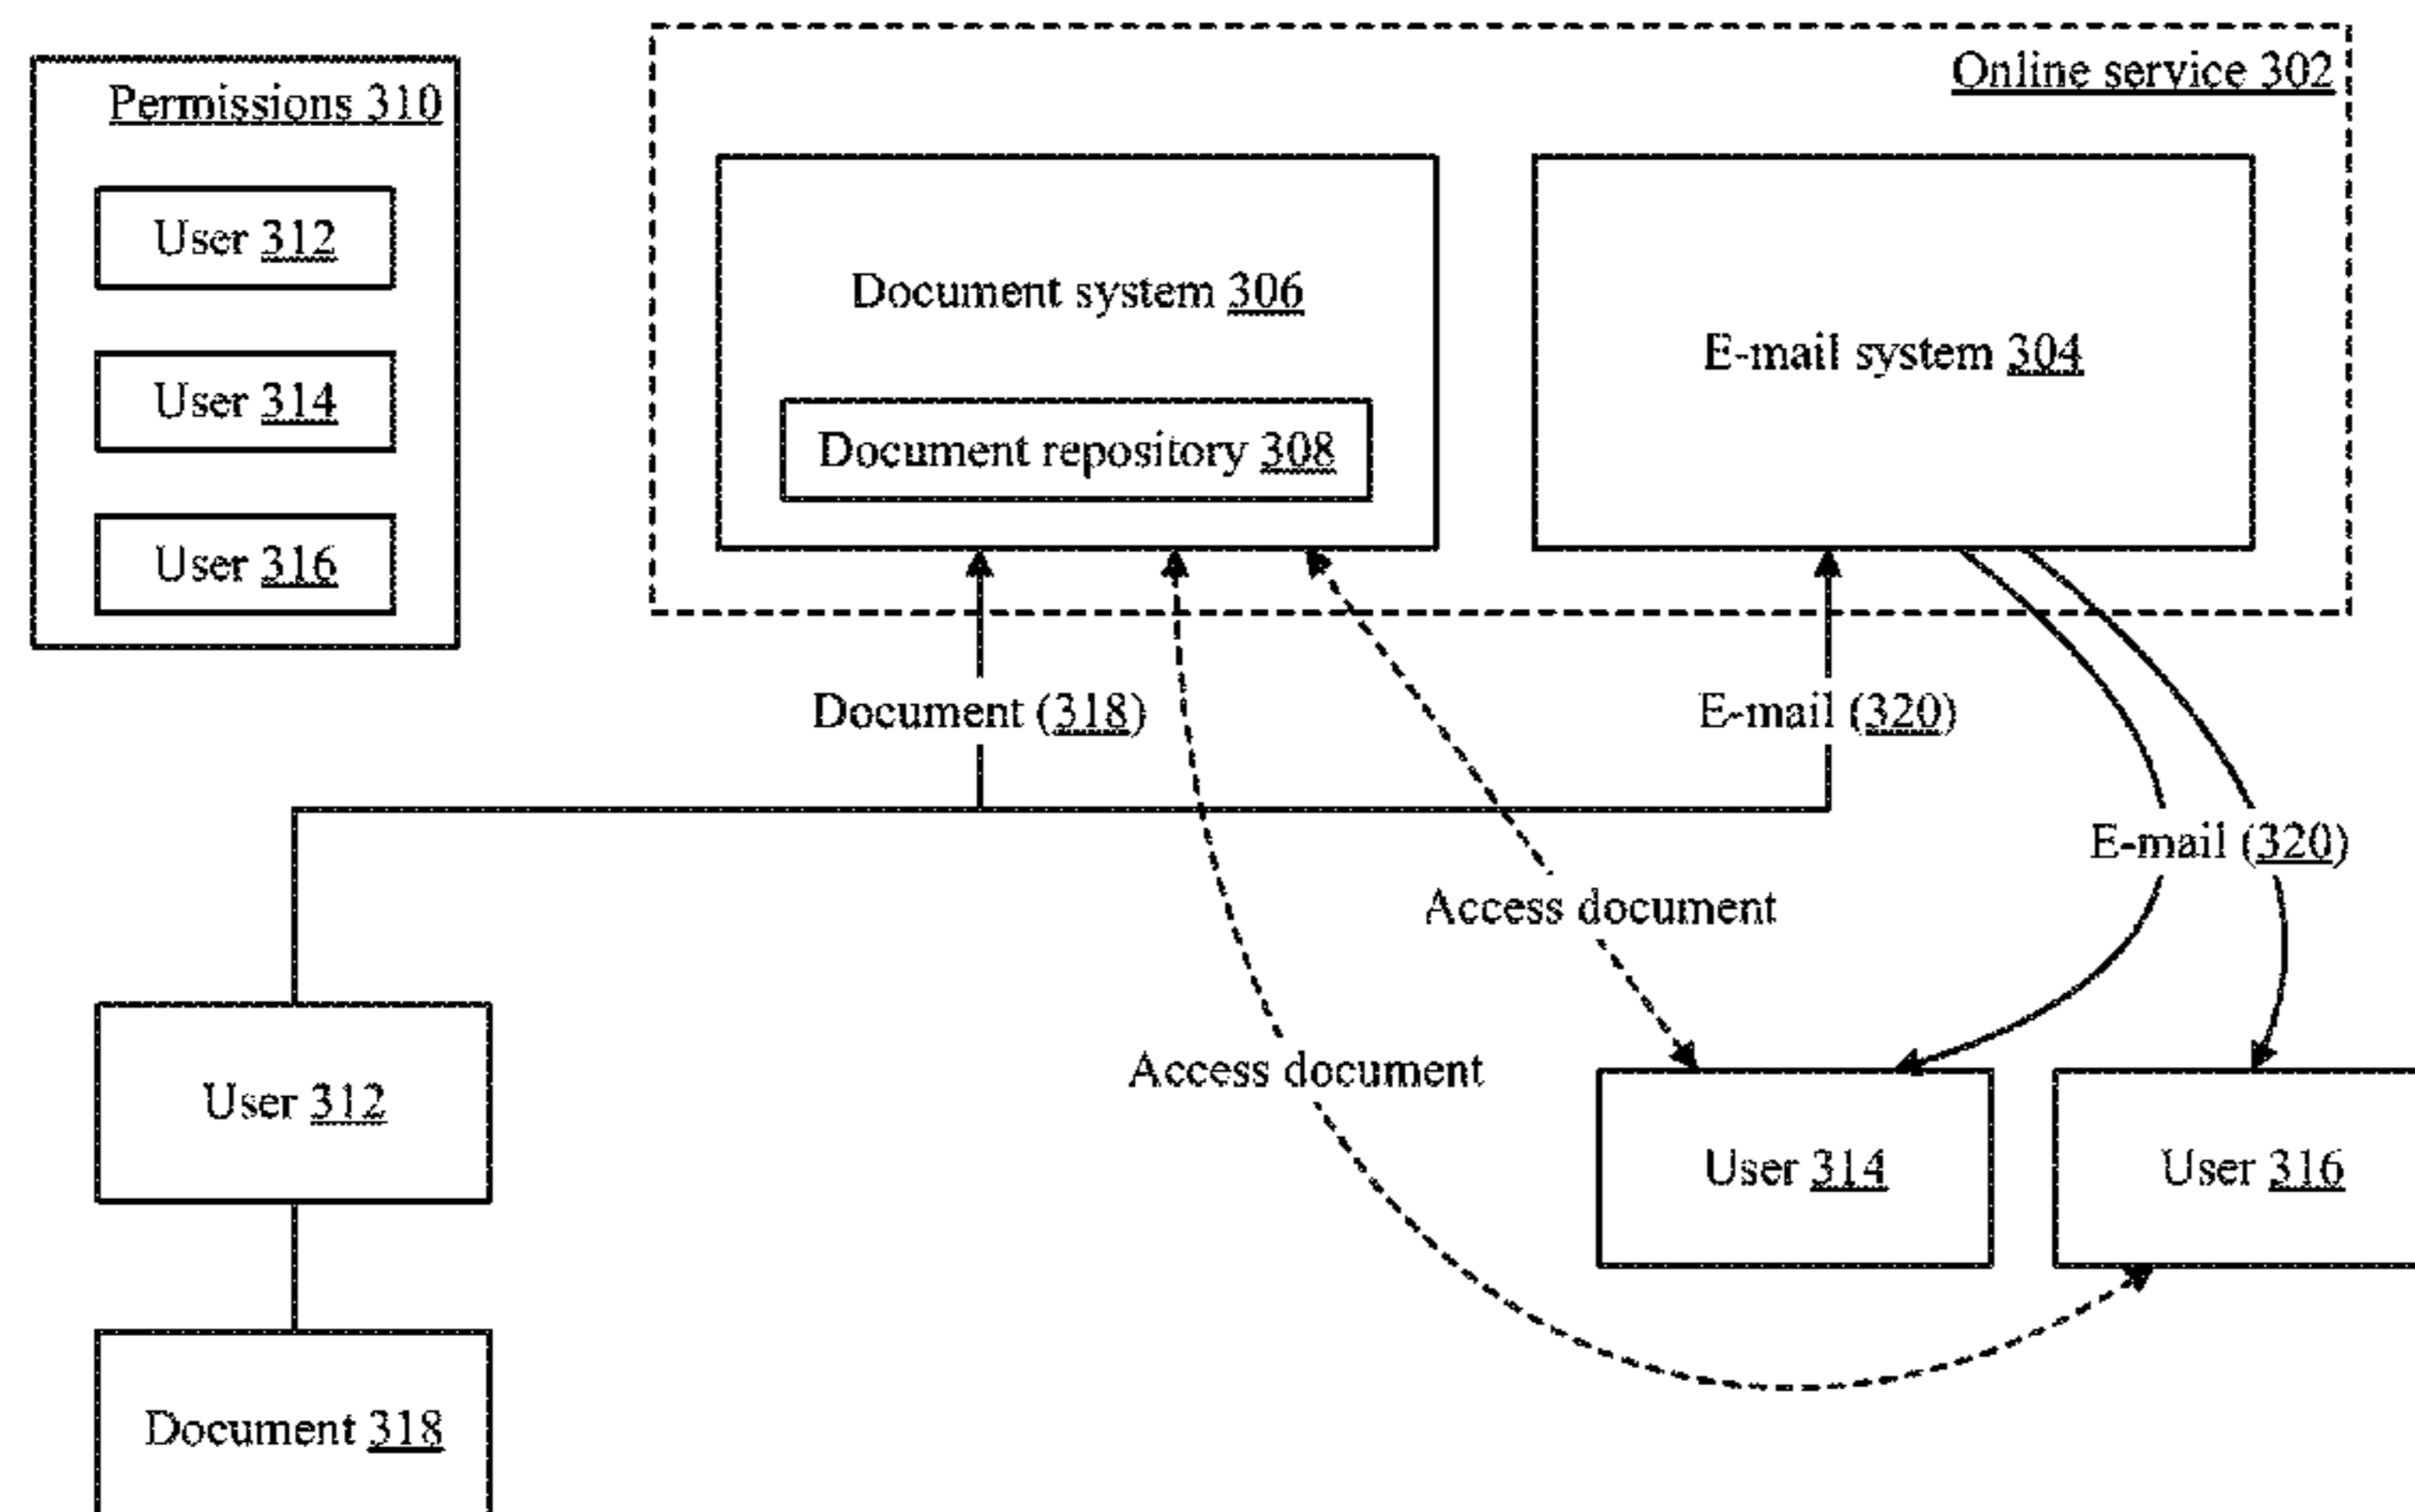 Permissions 310
User 312
User 314
User 316
Online service 302
Document system 306
Document repository 308
E-mail system 304
Document (318)
E-mail (320)
E-mail (320)
Access document
Access document
User 312
User 314
User 316
Document 318